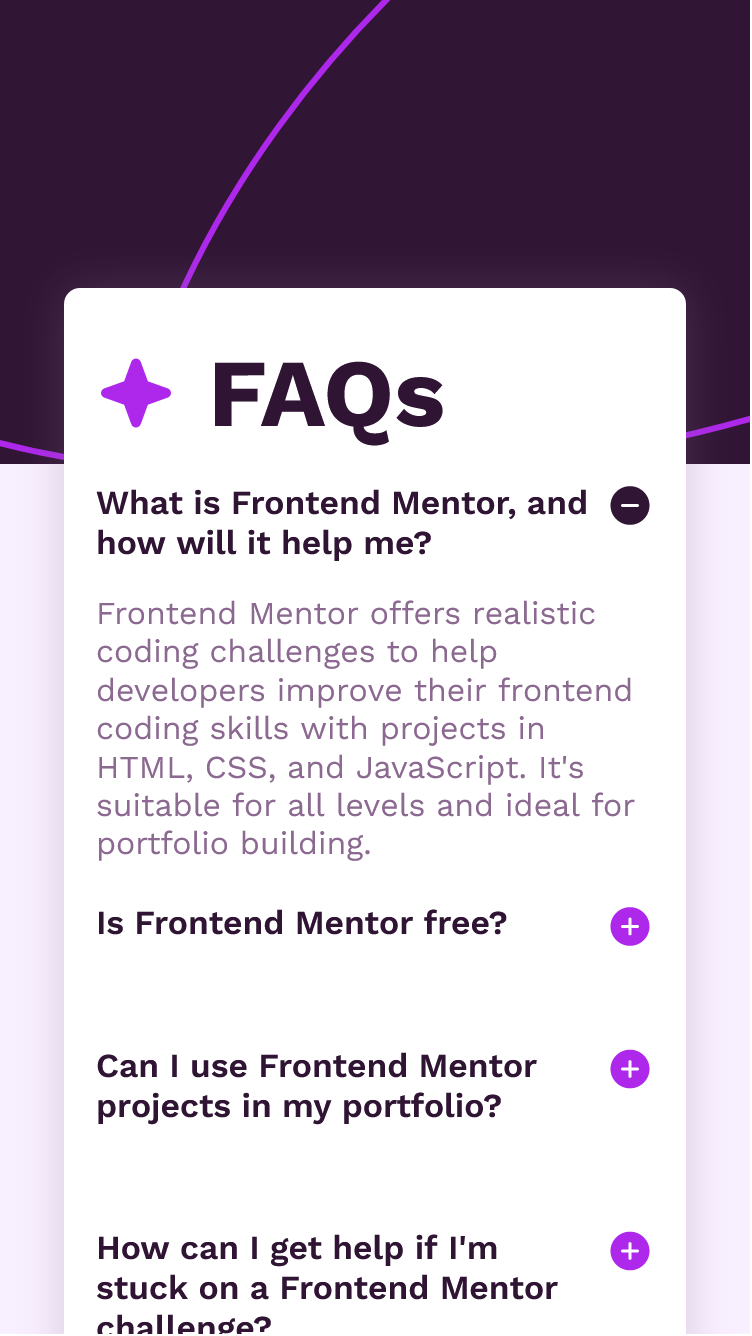 FAQs
What is Frontend Mentor, and
how will it help me?
Frontend Mentor offers realistic
coding challenges to help
developers improve their frontend
coding skills with projects in
HTML, CSS, and JavaScript. It's
suitable for all levels and ideal for
portfolio building.
Is Frontend Mentor free?
Can I use Frontend Mentor
projects in my portfolio?
How can I get help if I'm
stuck on a Frontend Mentor
challenge?